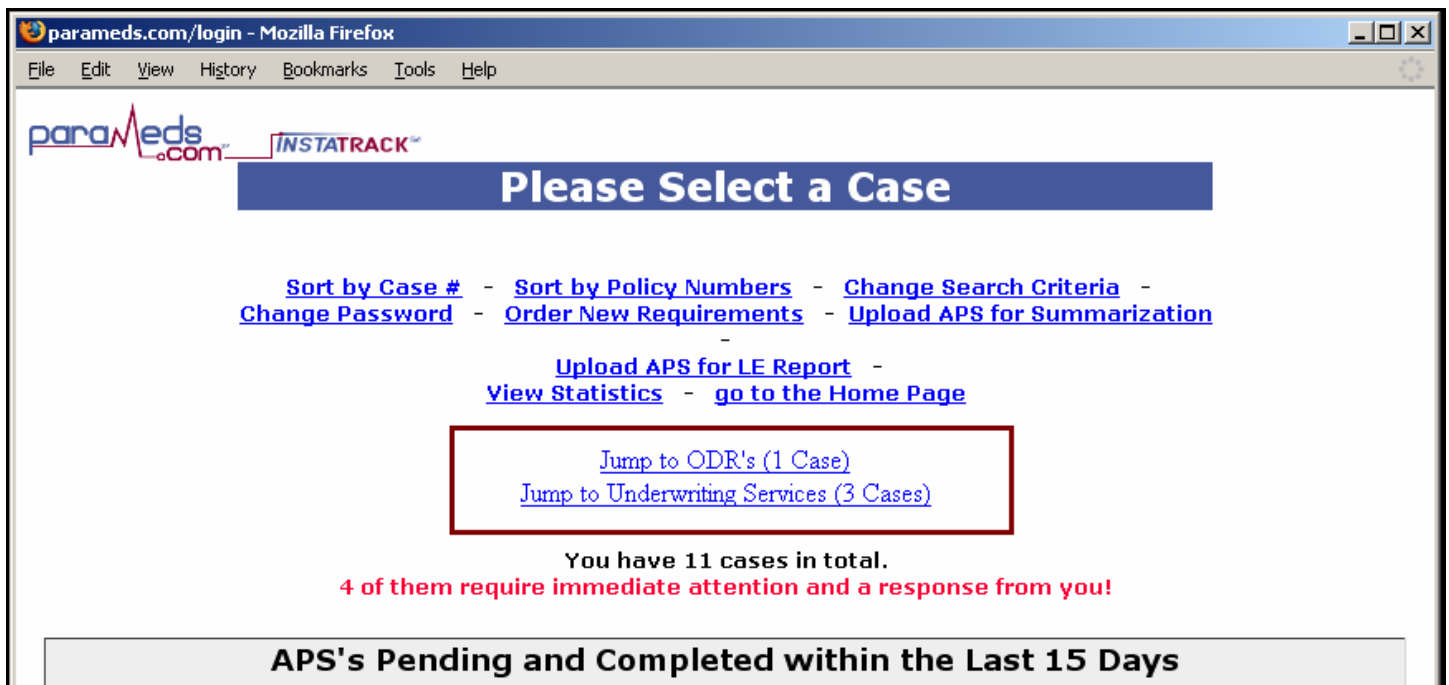 parameds.com/login - Mozilla Firefox
File Edit View History Bookmarks Tools Help
paraMeds
.com
INSTATRACK
Please Select a Case
Sort by Case # - Sort by Policy Numbers - Change Search Criteria -
Change Password - Order New Requirements - Upload APS for Summarization
-
Upload APS for LE Report -
View Statistics - go to the Home Page
Jump to ODR's (1 Case)
Jump to Underwriting Services (3 Cases)
You have 11 cases in total.
4 of them require immediate attention and a response from you!
APS's Pending and Completed within the Last 15 Days